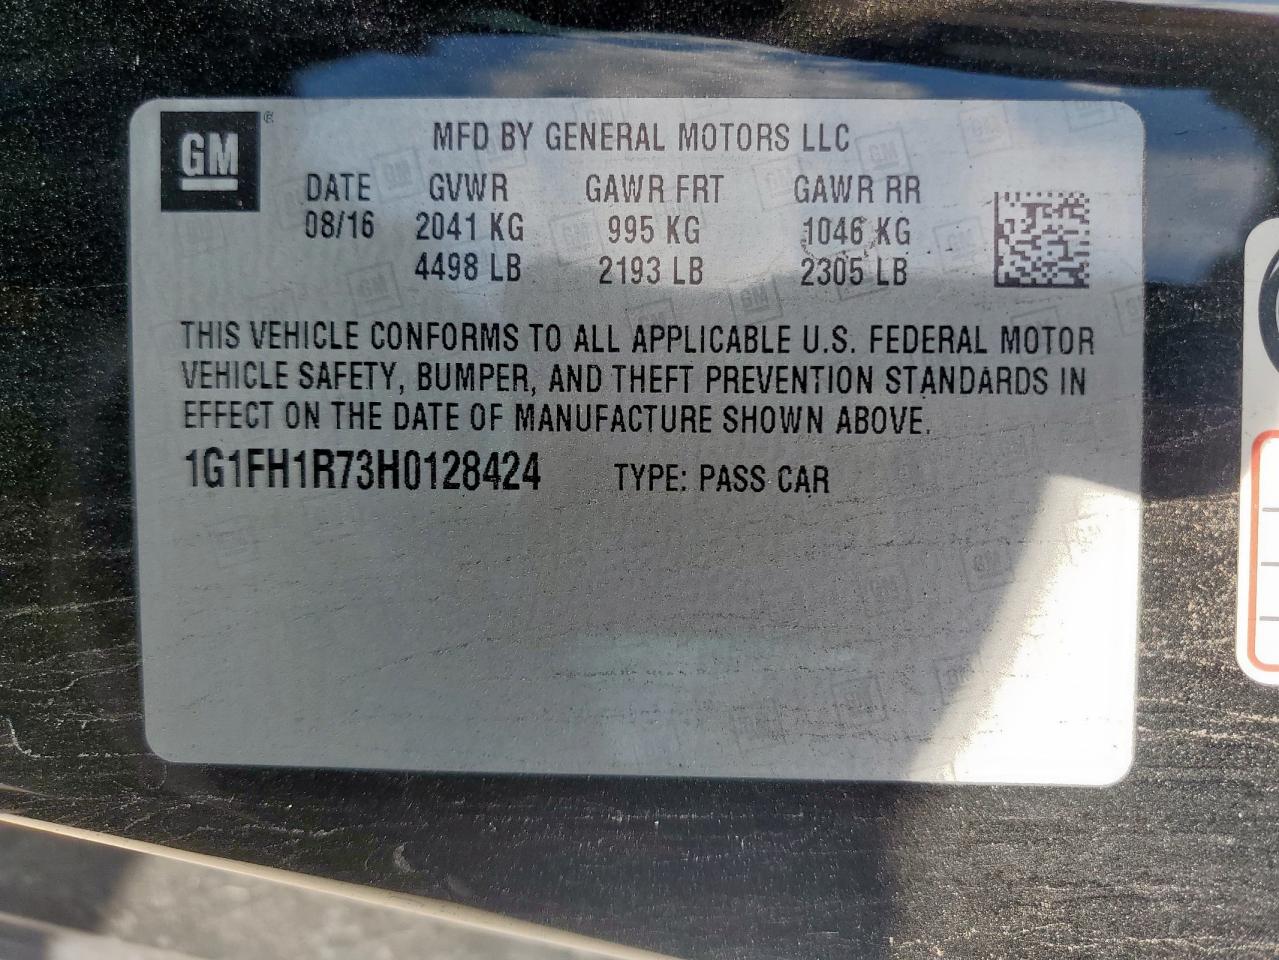 GM
MFD BY GENERAL MOTORS LLC
DATE GVWR GAWR FRT GAWR RR
08/16 2041 KG 995 KG 1046 KG
4498 LB 2193 LB 2305 LB
THIS VEHICLE CONFORMS TO ALL APPLICABLE U.S. FEDERAL MOTOR
VEHICLE SAFETY, BUMPER, AND THEFT PREVENTION STANDARDS IN
EFFECT ON THE DATE OF MANUFACTURE SHOWN ABOVE.
1G1FH1R73H0128424 TYPE: PASS CAR